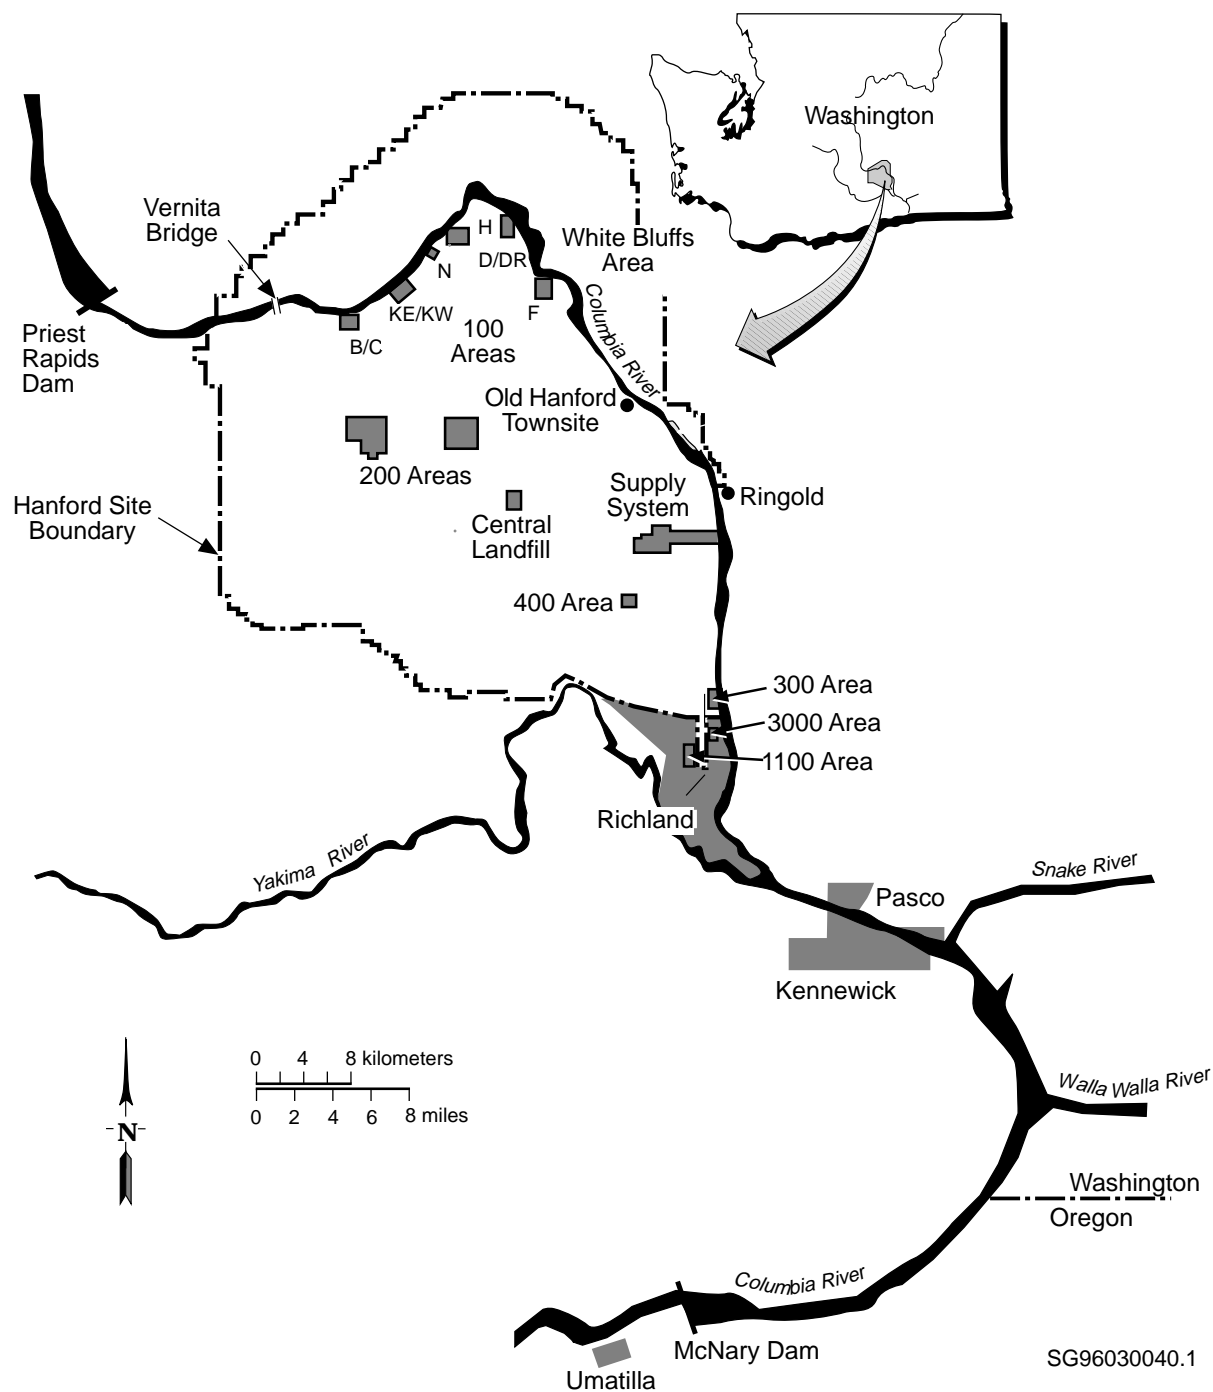 Washington
Vernita
Bridge
White Bluffs
Area
H
D/DR
N
KE/KW
F
B/C
100
Areas
Columbia River
Priest
Rapids
Dam
Old Hanford
Townsite
200 Areas
Supply
System
Ringold
Hanford Site
Boundary
Central
Landfill
400 Area
300 Area
3000 Area
1100 Area
Richland
Yakima River
Snake River
Pasco
Kennewick
0 4 8 kilometers
0 2 4 6 8 miles
N
Walla Walla River
Washington
Oregon
Columbia River
McNary Dam
Umatilla
SG96030040.1